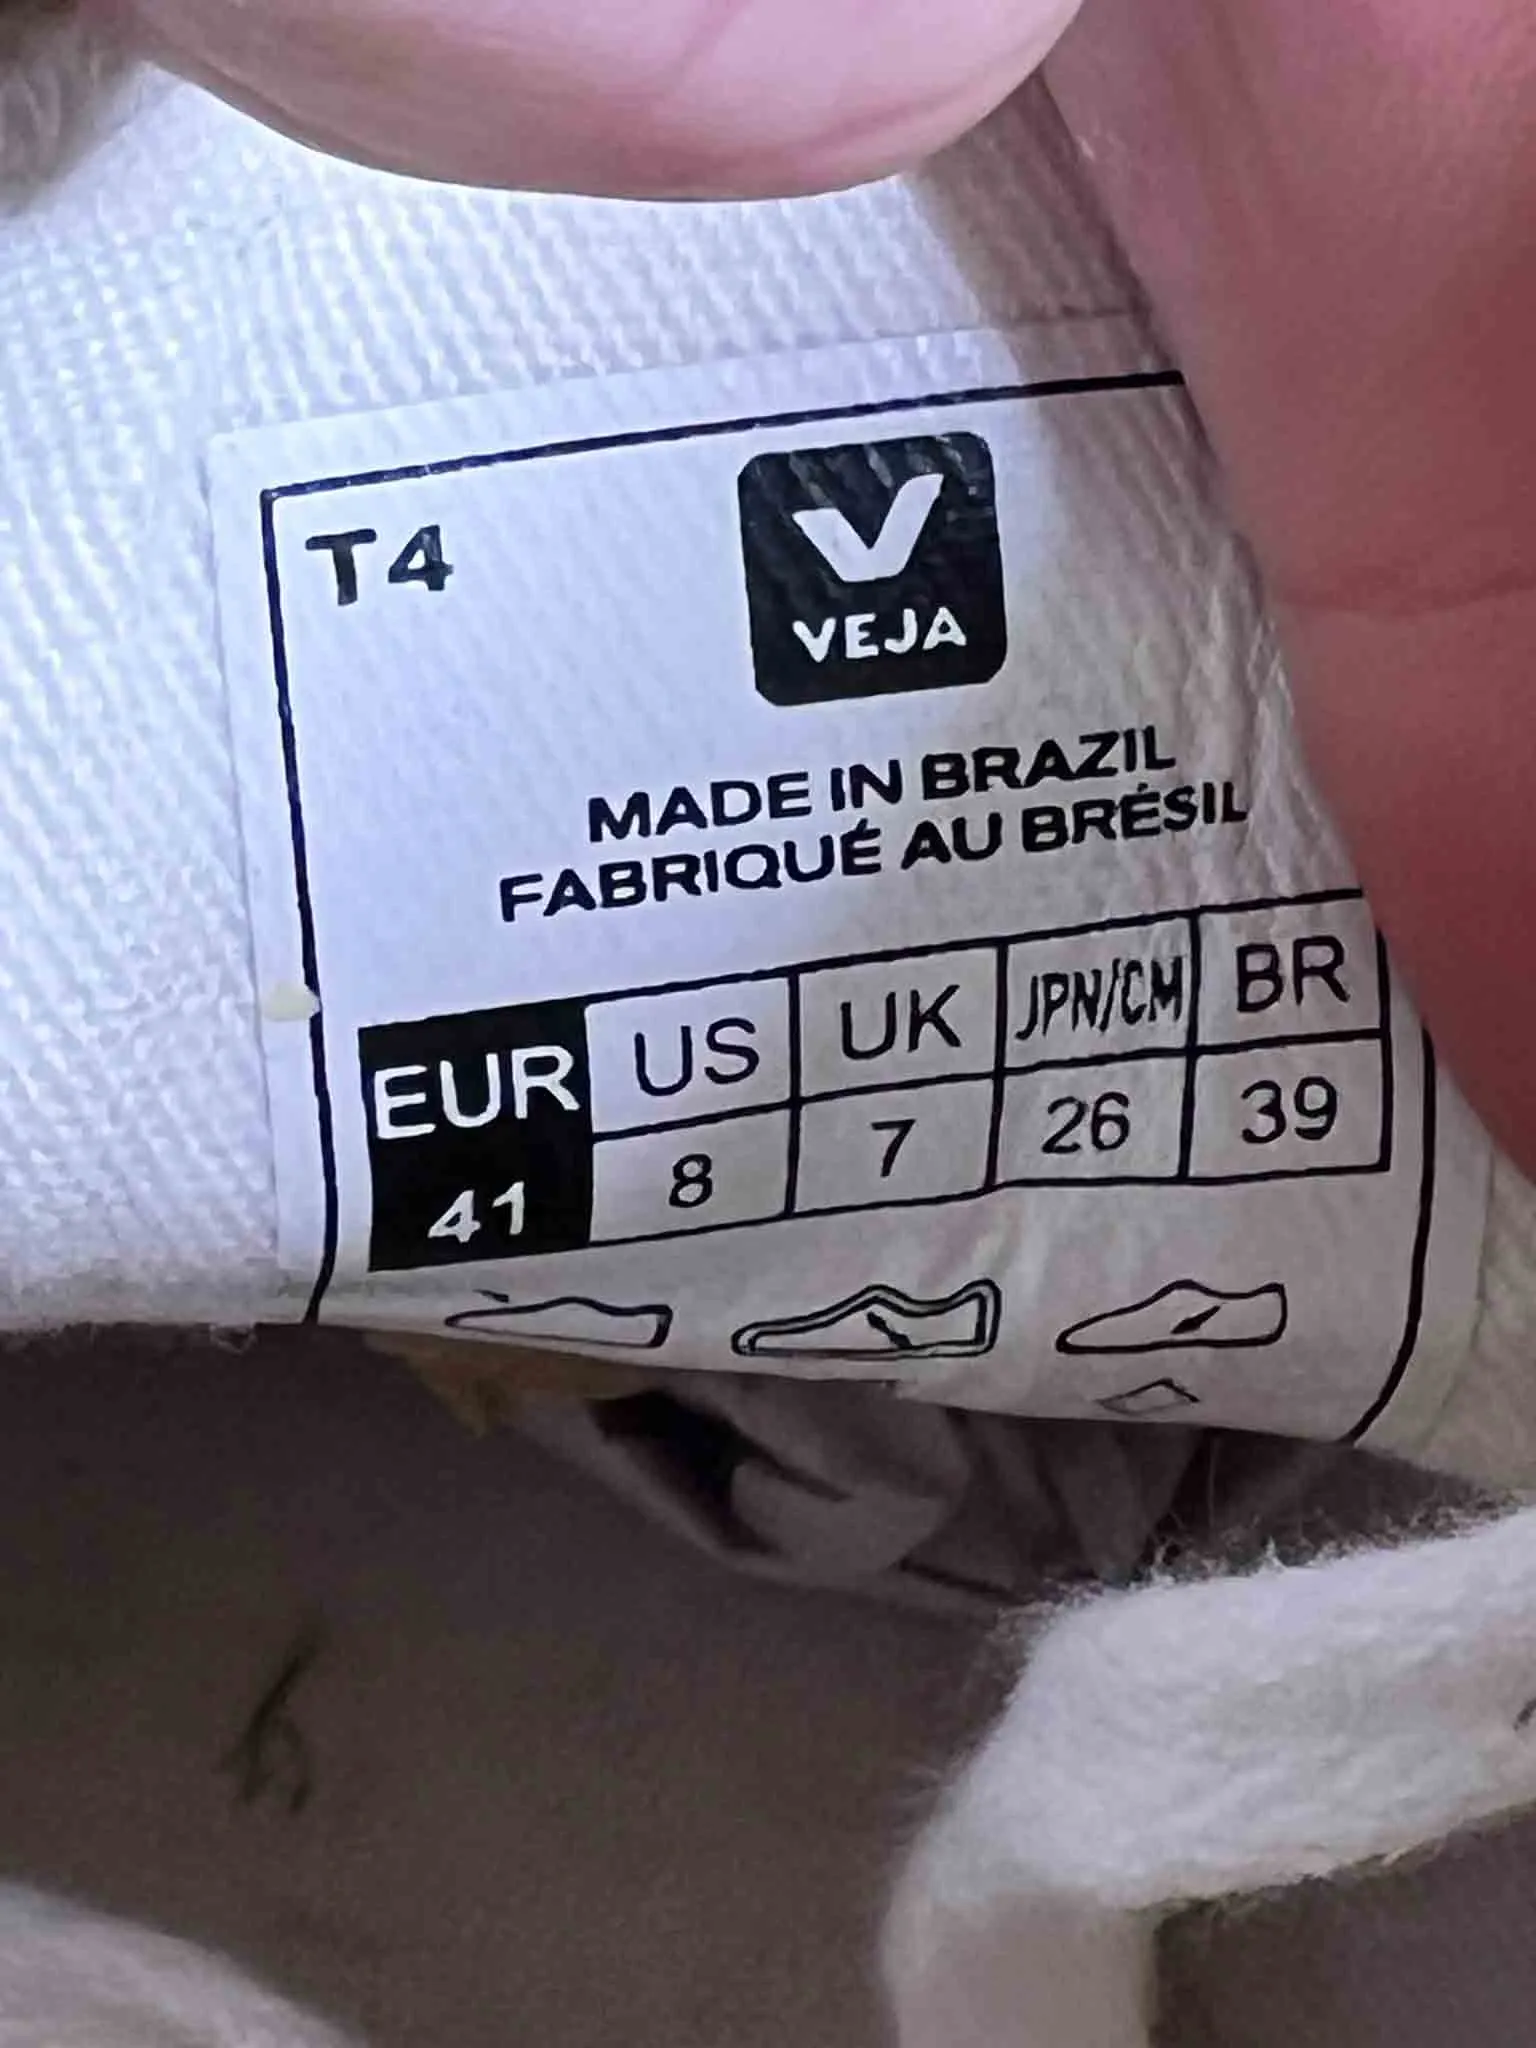 T4
VEJA
MADE IN BRAZIL
FABRIQUÉ AU BRÉSIL
EUR US UK JPN/CM BR
41 8 7 26 39